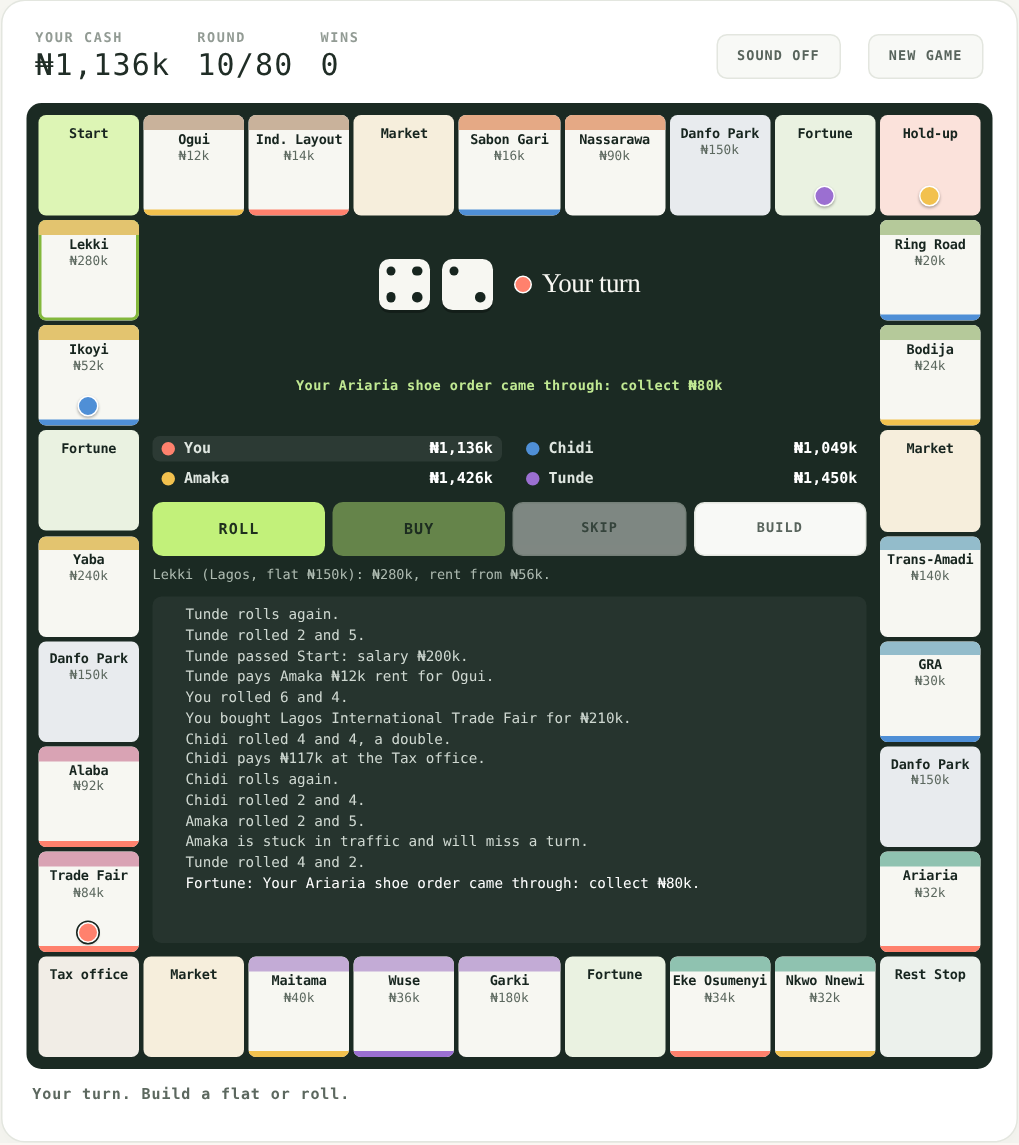 YOUR CASH ROUND WINS
₦1,136k 10/80 0
SOUND OFF NEW GAME
Start
Ogui
₦12k
Ind. Layout
₦14k
Market
Sabon Gari
₦16k
Nassarawa
₦90k
Danfo Park
₦150k
Fortune
Hold-up
Lekki
₦280k
Ring Road
₦20k
Your turn
Ikoyi
₦52k
Bodija
₦24k
Your Ariaria shoe order came through: collect ₦80k
Fortune
Market
You ₦1,136k Chidi ₦1,049k
Amaka ₦1,426k Tunde ₦1,450k
ROLL BUY SKIP BUILD
Yaba
₦240k
Trans-Amadi
₦140k
Lekki (Lagos, flat ₦150k): ₦280k, rent from ₦56k.
Tunde rolls again.
Tunde rolled 2 and 5.
Tunde passed Start: salary ₦200k.
Tunde pays Amaka ₦12k rent for Ogui.
You rolled 6 and 4.
You bought Lagos International Trade Fair for ₦210k.
Chidi rolled 4 and 4, a double.
Chidi pays ₦117k at the Tax office.
Chidi rolls again.
Chidi rolled 2 and 4.
Amaka rolled 2 and 5.
Amaka is stuck in traffic and will miss a turn.
Tunde rolled 4 and 2.
Fortune: Your Ariaria shoe order came through: collect ₦80k.
Danfo Park
₦150k
GRA
₦30k
Alaba
₦92k
Danfo Park
₦150k
Trade Fair
₦84k
Ariaria
₦32k
Tax office
Market
Maitama
₦40k
Wuse
₦36k
Garki
₦180k
Fortune
Eke Osumenyi
₦34k
Nkwo Nnewi
₦32k
Rest Stop
Your turn. Build a flat or roll.